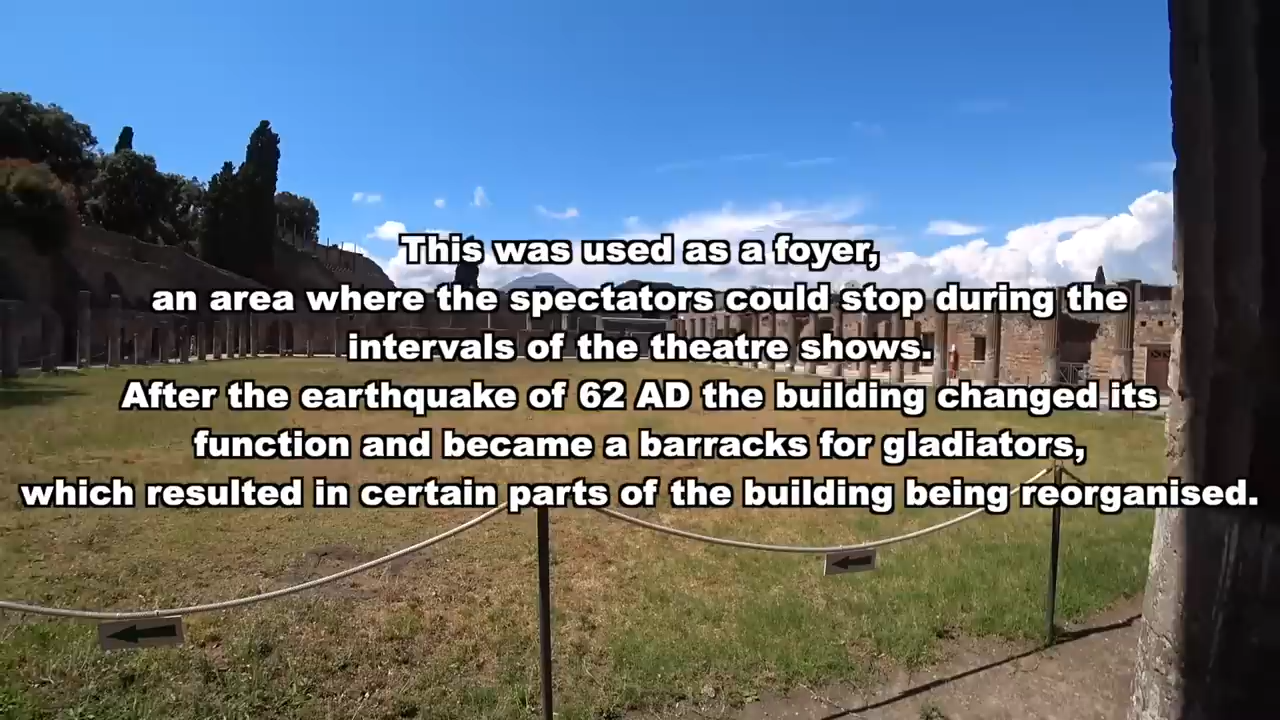 This was used as a foyer,
an area where the spectators could stop during the
intervals of the theatre shows.
After the earthquake of 62 AD the building changed its
function and became a barracks for gladiators,
which resulted in certain parts of the building being reorganised.